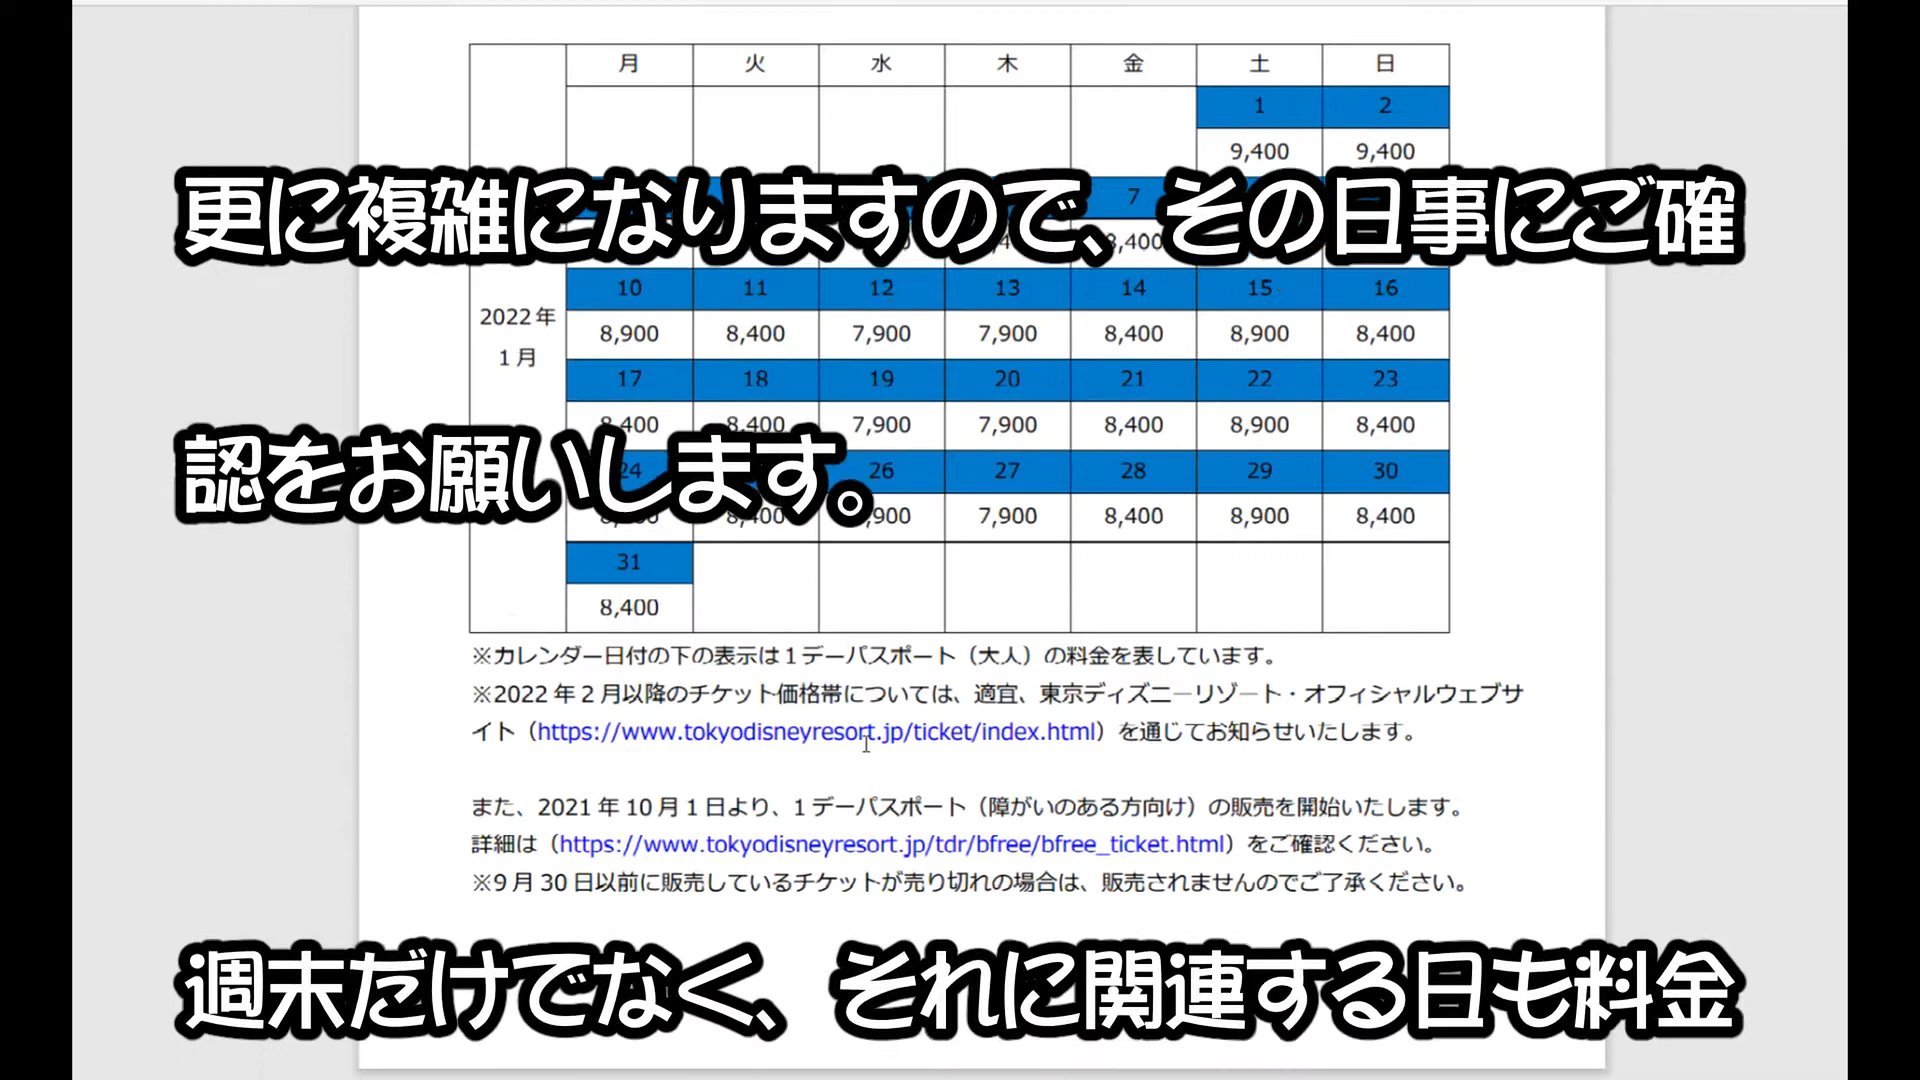 月 火 水 木 金 土 日
1 2
9,400 9,400
更に複雑になりますので、その日事にご確
7
10 11 12 13 14 15 16
2022年
1月
8,900 8,400 7,900 7,900 8,400 8,900 8,400
17 18 19 20 21 22 23
8,400 8,400 7,900 7,900 8,400 8,900 8,400
認をお願いします。
24 26 27 28 29 30
8,400 7,900 8,400 8,900 8,400
31
8,400
※カレンダー日付の下の表示は1デーパスポート(大人)の料金を表しています。
※2022年2月以降のチケット価格帯については、適宜、東京ディズニーリゾート・オフィシャルウェブサ
イト(https://www.tokyodisneyresort.jp/ticket/index.html)を通じてお知らせいたします。
また、2021年10月1日より、1デーパスポート(障がいのある方向け)の販売を開始いたします。
詳細は(https://www.tokyodisneyresort.jp/tdr/bfree/bfree_ticket.html)をご確認ください。
※9月30日以前に販売しているチケットが売り切れの場合は、販売されませんのでご了承ください。
週末だけでなく、それに関連する日も料金